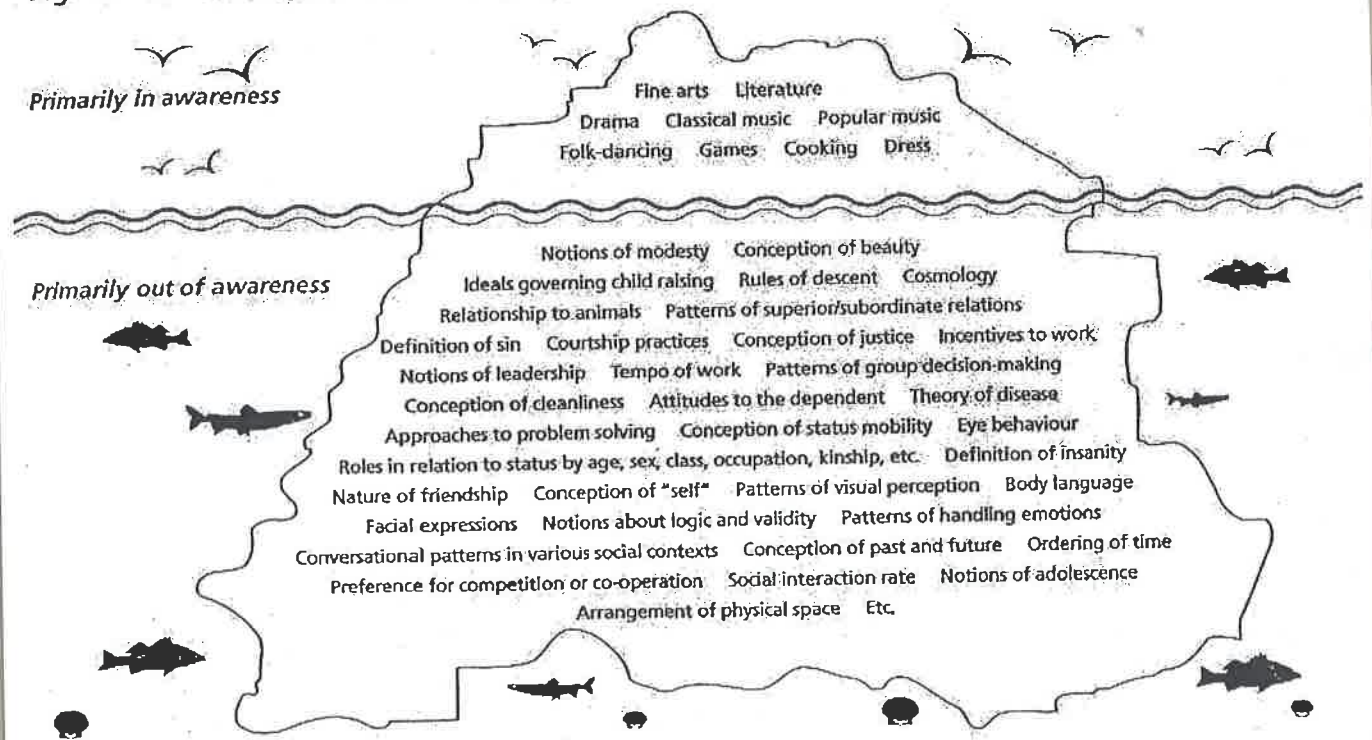 Primarily in awareness
Fine arts Literature
Drama Classical music Popular music
Folk-dancing Games Cooking Dress
Primarily out of awareness
Notions of modesty Conception of beauty
Ideals governing child raising Rules of descent Cosmology
Relationship to animals Patterns of superior/subordinate relations
Definition of sin Courtship practices Conception of justice Incentives to work
Notions of leadership Tempo of work Patterns of group decision-making
Conception of cleanliness Attitudes to the dependent Theory of disease
Approaches to problem solving Conception of status mobility Eye behaviour
Roles in relation to status by age, sex, class, occupation, kinship, etc. Definition of insanity
Nature of friendship Conception of "self" Patterns of visual perception Body language
Facial expressions Notions about logic and validity Patterns of handling emotions
Conversational patterns in various social contexts Conception of past and future Ordering of time
Preference for competition or co-operation Social interaction rate Notions of adolescence
Arrangement of physical space Etc.